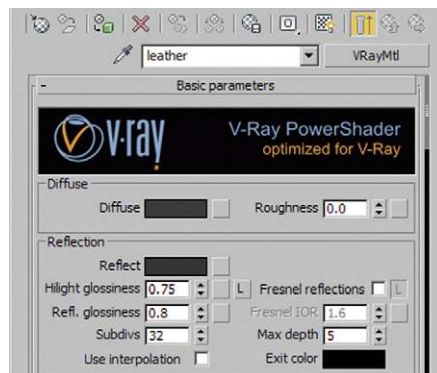 leather VRayMtl
- Basic parameters
v·ray V-Ray PowerShader
optimized for V-Ray
Diffuse
Diffuse Roughness 0.0
Reflection
Reflect
Hilight glossiness 0.75 L Fresnel reflections L
Refl. glossiness 0.8 Fresnel IOR 1.6
Subdivs 32 Max depth 5
Use interpolation Exit color